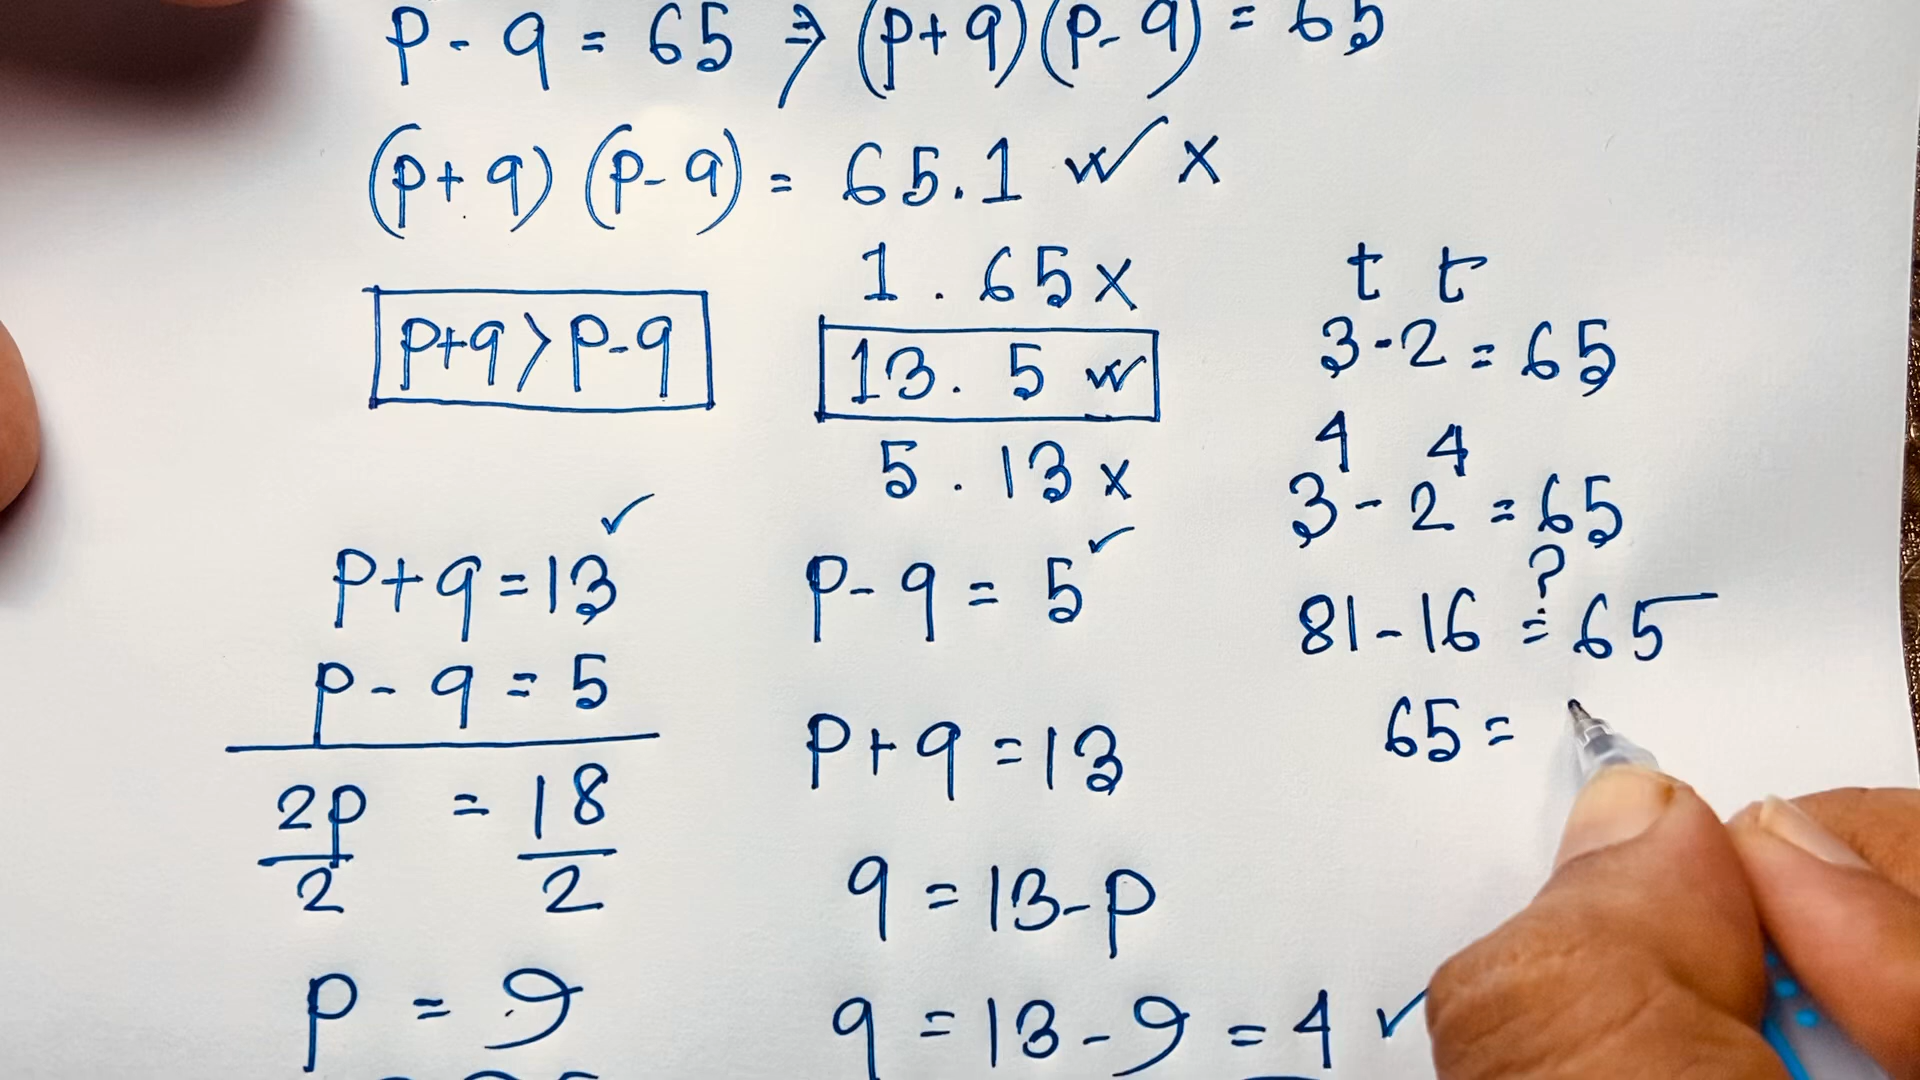 p - q = 65 ⇒ (p+q)(p-q) = 65
(p+q) (p-q) = 65.1 w✓ x
1 . 65 x
p+q > p-q
13. 5 w
5 . 13 x
p+q = 13 ✓
p - q = 5
2p = 18
2 2
p = 9
p - q = 5 ✓
p + q = 13
q = 13 - p
q = 13 - 9 = 4 ✓
t t
3 - 2 = 65
4 4
3 - 2 = 65
?
81 - 16 = 65
65 =